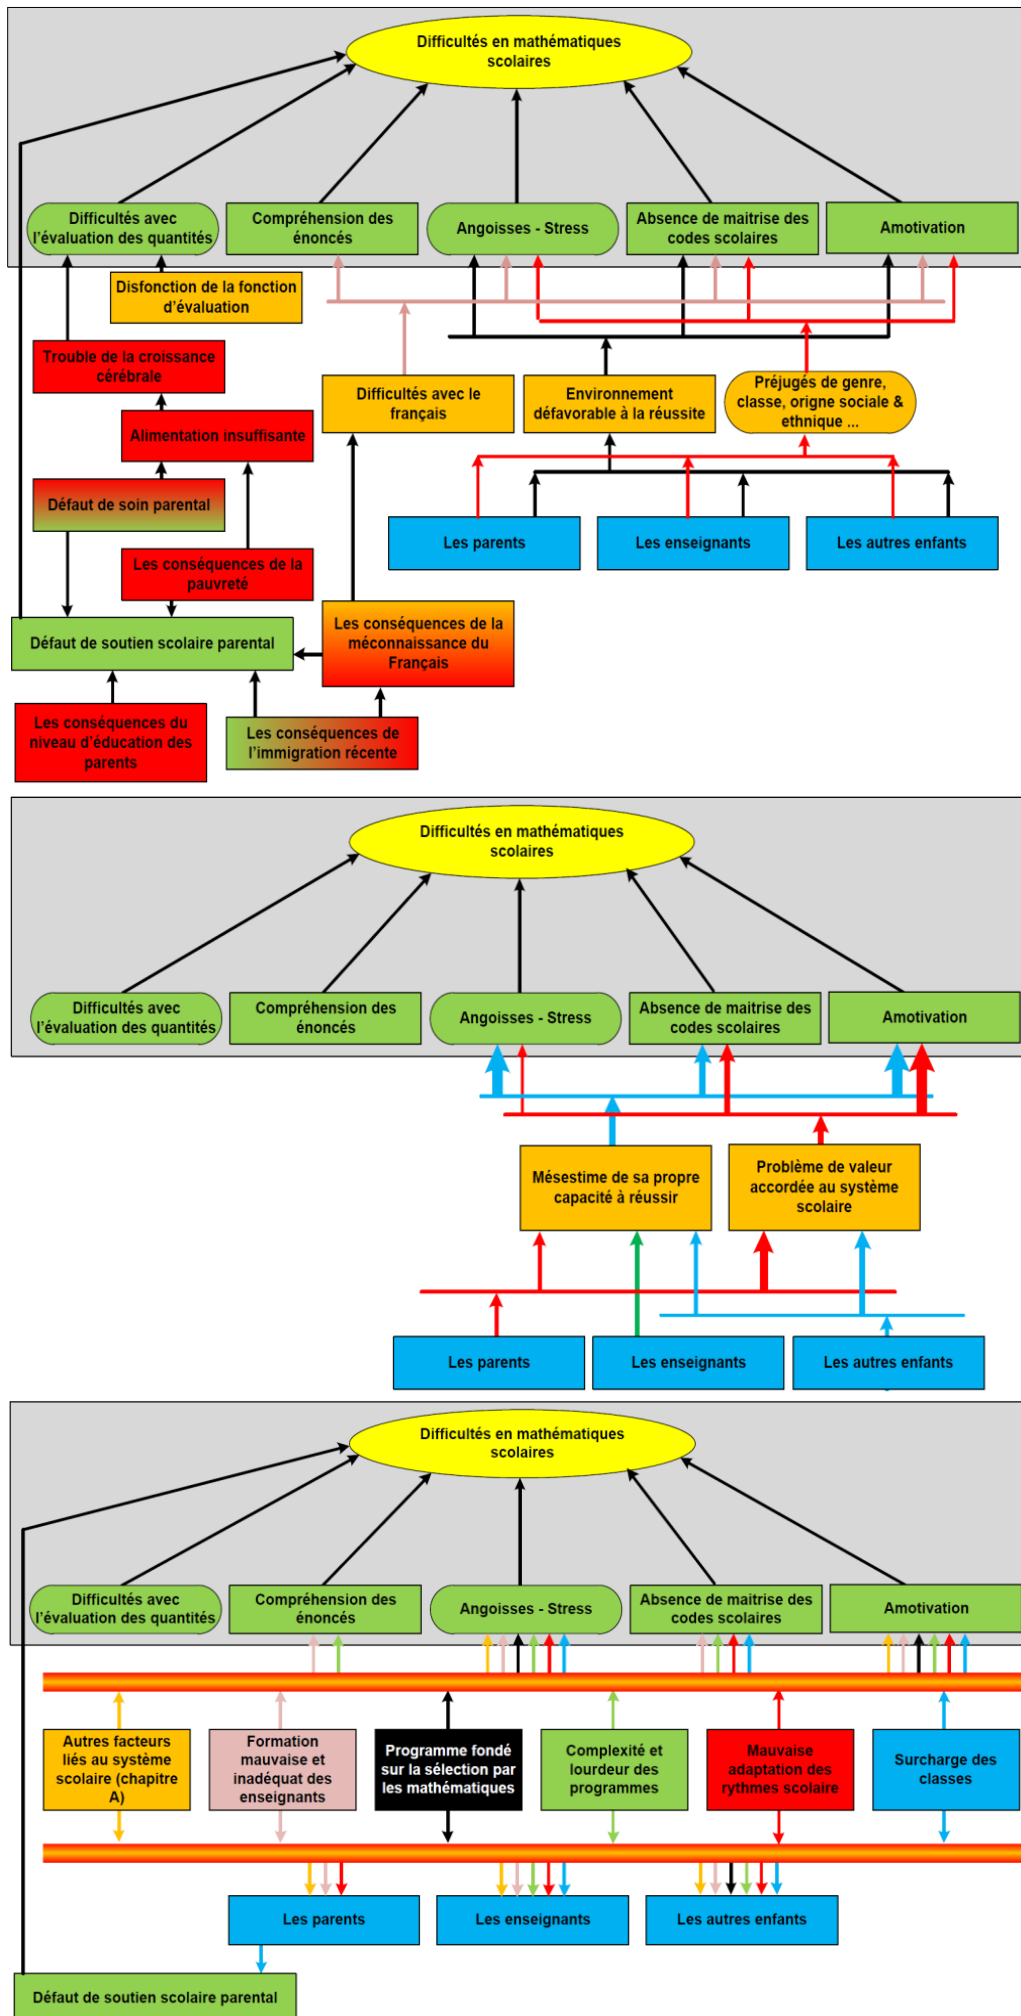 Difficultés en mathématiques
scolaires
Difficultés avec
l'évaluation des quantités
Compréhension des
énoncés
Angoisses - Stress
Absence de maitrise des
codes scolaires
Amotivation
Disfonction de la fonction
d'évaluation
Trouble de la croissance
cérébrale
Difficultés avec le
français
Environnement
défavorable à la réussite
Préjugés de genre,
classe, origne sociale &
ethnique ...
Alimentation insuffisante
Défaut de soin parental
Les parents
Les enseignants
Les autres enfants
Les conséquences de la
pauvreté
Défaut de soutien scolaire parental
Les conséquences de la
méconnaissance du
Français
Les conséquences du
niveau d'éducation des
parents
Les conséquences de
l'immigration récente
Difficultés en mathématiques
scolaires
Difficultés avec
l'évaluation des quantités
Compréhension des
énoncés
Angoisses - Stress
Absence de maitrise des
codes scolaires
Amotivation
Mésestime de sa propre
capacité à réussir
Problème de valeur
accordée au système
scolaire
Les parents
Les enseignants
Les autres enfants
Difficultés en mathématiques
scolaires
Difficultés avec
l'évaluation des quantités
Compréhension des
énoncés
Angoisses - Stress
Absence de maitrise des
codes scolaires
Amotivation
Autres facteurs
liés au système
scolaire (chapitre
A)
Formation
mauvaise et
inadéquat des
enseignants
Programme fondé
sur la sélection par
les mathématiques
Complexité et
lourdeur des
programmes
Mauvaise
adaptation des
rythmes scolaire
Surcharge des
classes
Les parents
Les enseignants
Les autres enfants
Défaut de soutien scolaire parental